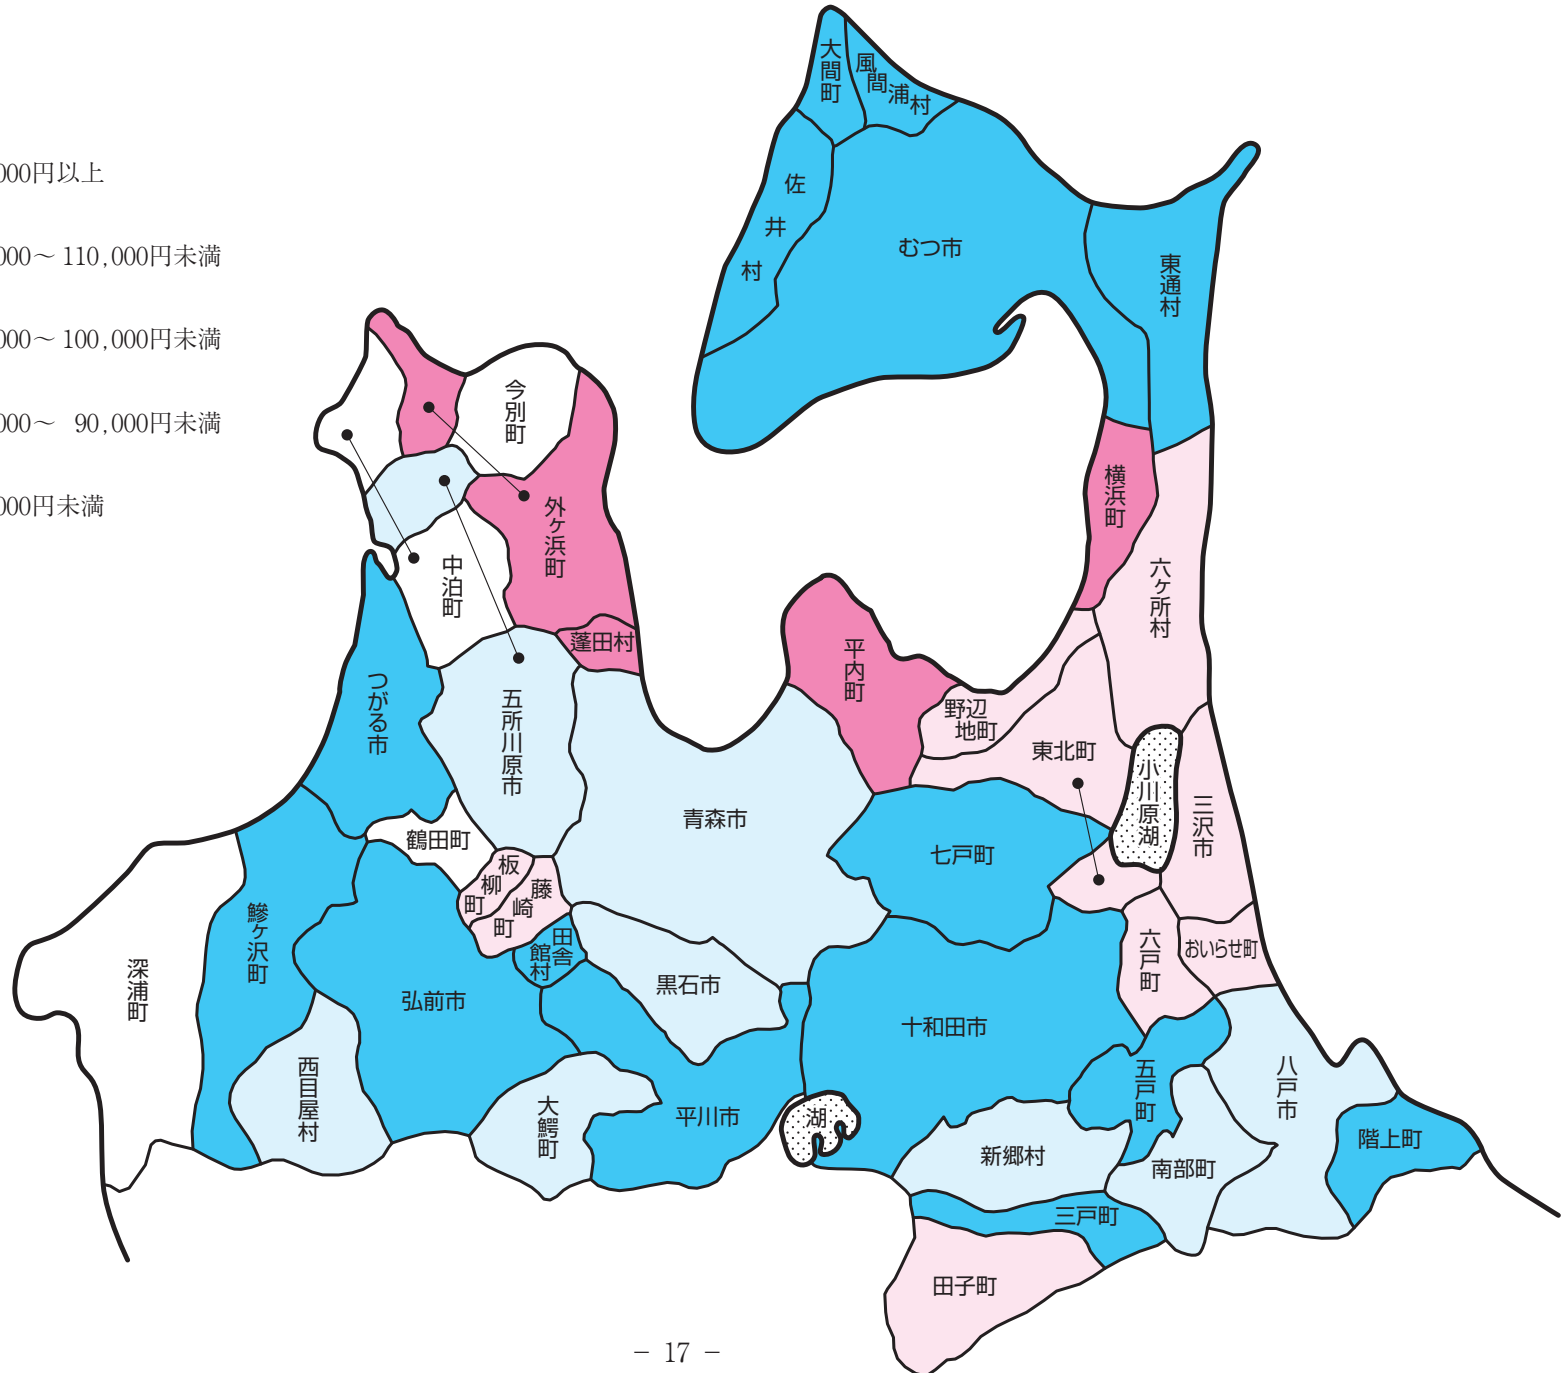 000円以上
000～110,000円未満
000～100,000円未満
000～ 90,000円未満
000円未満
大間町
風間浦村
佐井村
むつ市
東通村
今別町
外ヶ浜町
中泊町
蓬田村
横浜町
六ヶ所村
平内町
野辺地町
東北町
小川原湖
三沢市
つがる市
五所川原市
青森市
鶴田町
板柳町
藤崎町
七戸町
田舎館村
六戸町
おいらせ町
深浦町
鰺ヶ沢町
弘前市
黒石市
十和田市
西目屋村
大鰐町
平川市
湖
五戸町
八戸市
新郷村
南部町
階上町
三戸町
田子町
－ 17 －